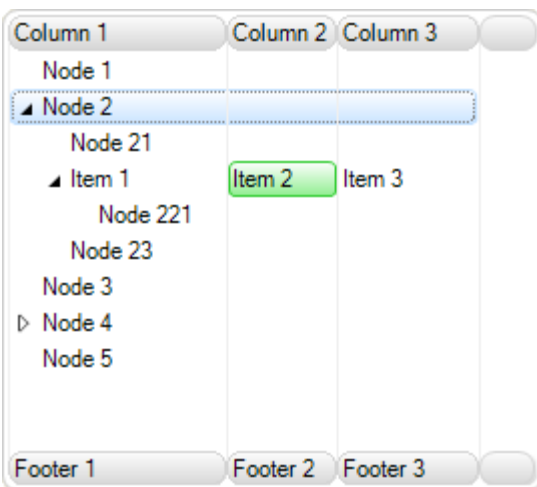 Column 1 Column 2 Column 3
Node 1
Node 2
Node 21
Item 1 Item 2 Item 3
Node 221
Node 23
Node 3
Node 4
Node 5
Footer 1 Footer 2 Footer 3